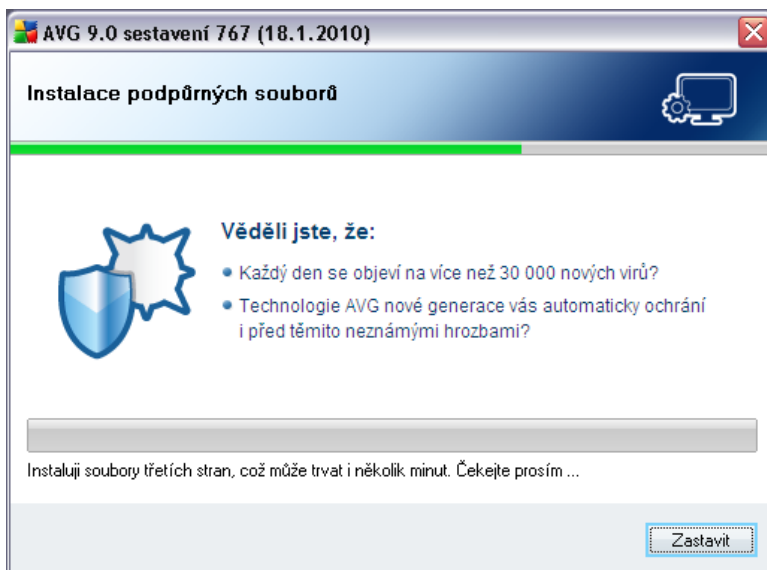 AVG 9.0 sestavení 767 (18.1.2010)
Instalace podpůrných souborů
Věděli jste, že:
Každý den se objeví na více než 30 000 nových virů?
Technologie AVG nové generace vás automaticky ochrání
i před těmito neznámými hrozbami?
Instaluji soubory třetích stran, což může trvat i několik minut. Čekejte prosím ...
Zastavit